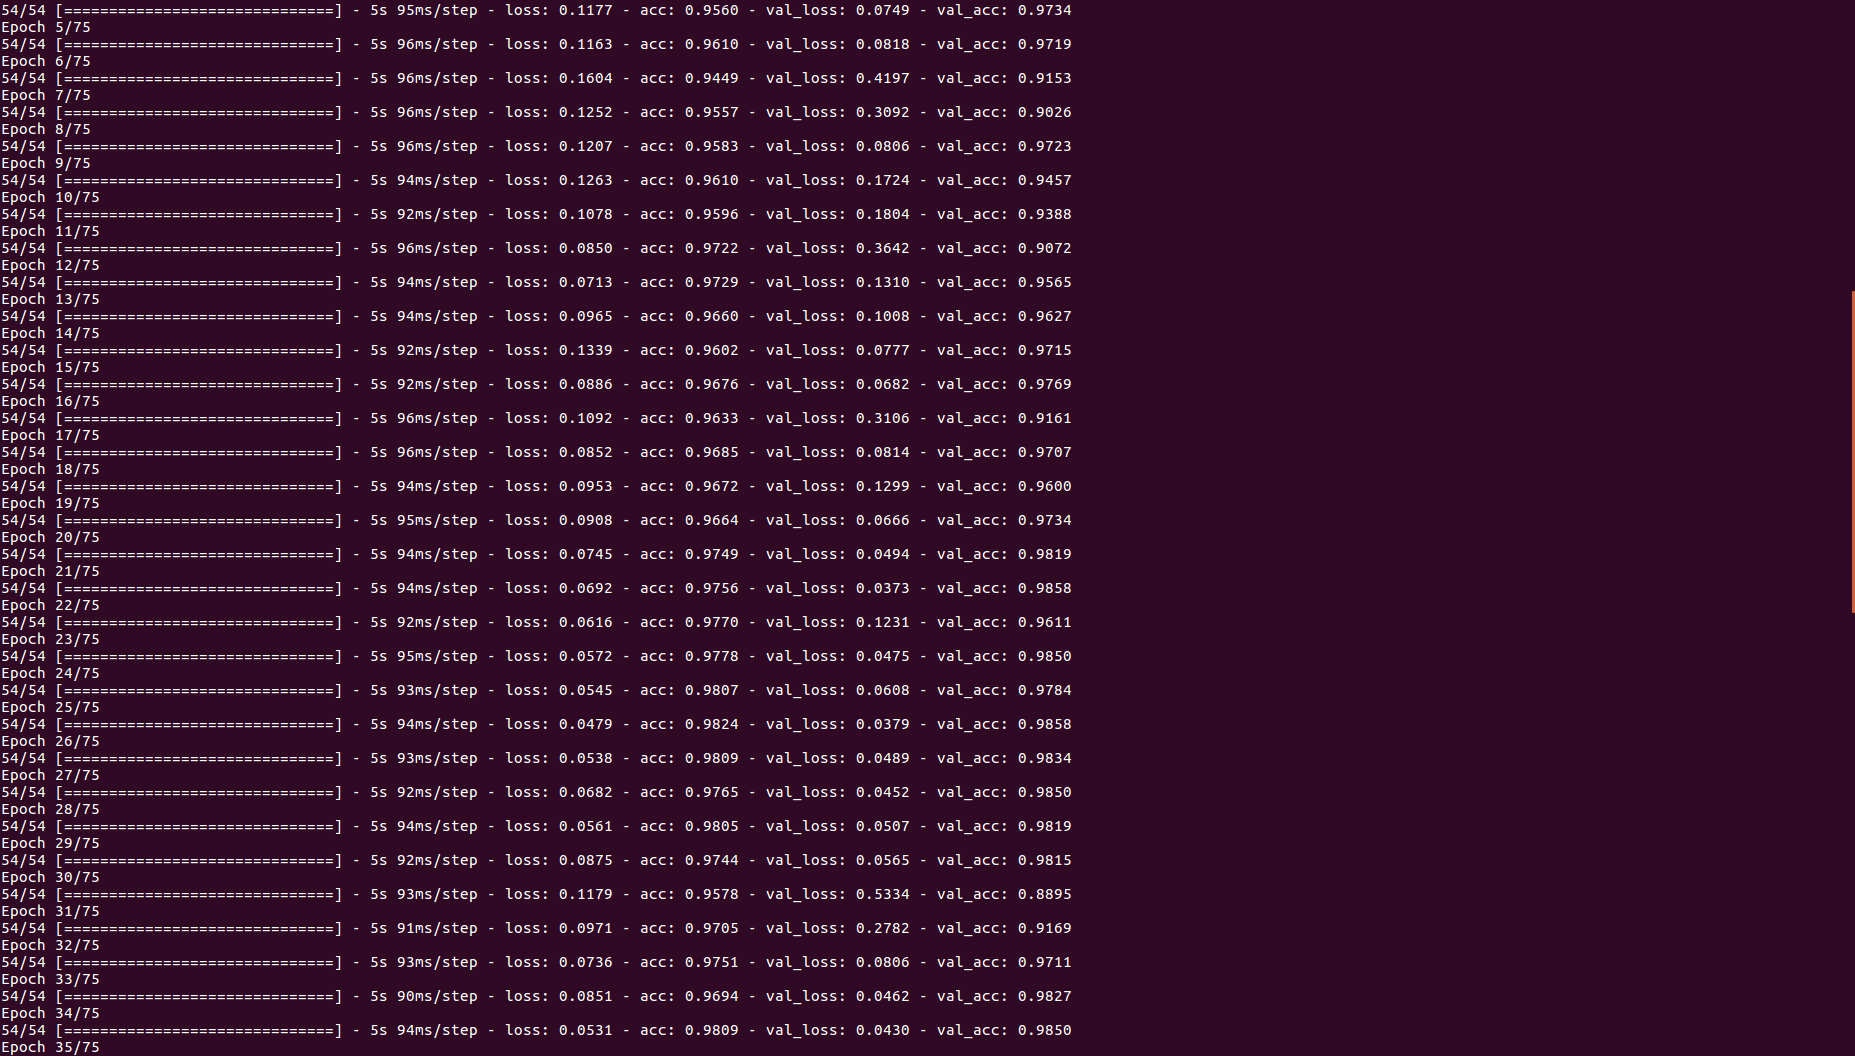 54/54 [==============================] - 5s 95ms/step - loss: 0.1177 - acc: 0.9560 - val_loss: 0.0749 - val_acc: 0.9734
Epoch 5/75
54/54 [==============================] - 5s 96ms/step - loss: 0.1163 - acc: 0.9610 - val_loss: 0.0818 - val_acc: 0.9719
Epoch 6/75
54/54 [==============================] - 5s 96ms/step - loss: 0.1604 - acc: 0.9449 - val_loss: 0.4197 - val_acc: 0.9153
Epoch 7/75
54/54 [==============================] - 5s 96ms/step - loss: 0.1252 - acc: 0.9557 - val_loss: 0.3092 - val_acc: 0.9026
Epoch 8/75
54/54 [==============================] - 5s 96ms/step - loss: 0.1207 - acc: 0.9583 - val_loss: 0.0806 - val_acc: 0.9723
Epoch 9/75
54/54 [==============================] - 5s 94ms/step - loss: 0.1263 - acc: 0.9610 - val_loss: 0.1724 - val_acc: 0.9457
Epoch 10/75
54/54 [==============================] - 5s 92ms/step - loss: 0.1078 - acc: 0.9596 - val_loss: 0.1804 - val_acc: 0.9388
Epoch 11/75
54/54 [==============================] - 5s 96ms/step - loss: 0.0850 - acc: 0.9722 - val_loss: 0.3642 - val_acc: 0.9072
Epoch 12/75
54/54 [==============================] - 5s 94ms/step - loss: 0.0713 - acc: 0.9729 - val_loss: 0.1310 - val_acc: 0.9565
Epoch 13/75
54/54 [==============================] - 5s 94ms/step - loss: 0.0965 - acc: 0.9660 - val_loss: 0.1008 - val_acc: 0.9627
Epoch 14/75
54/54 [==============================] - 5s 92ms/step - loss: 0.1339 - acc: 0.9602 - val_loss: 0.0777 - val_acc: 0.9715
Epoch 15/75
54/54 [==============================] - 5s 92ms/step - loss: 0.0886 - acc: 0.9676 - val_loss: 0.0682 - val_acc: 0.9769
Epoch 16/75
54/54 [==============================] - 5s 96ms/step - loss: 0.1092 - acc: 0.9633 - val_loss: 0.3106 - val_acc: 0.9161
Epoch 17/75
54/54 [==============================] - 5s 96ms/step - loss: 0.0852 - acc: 0.9685 - val_loss: 0.0814 - val_acc: 0.9707
Epoch 18/75
54/54 [==============================] - 5s 94ms/step - loss: 0.0953 - acc: 0.9672 - val_loss: 0.1299 - val_acc: 0.9600
Epoch 19/75
54/54 [==============================] - 5s 95ms/step - loss: 0.0908 - acc: 0.9664 - val_loss: 0.0666 - val_acc: 0.9734
Epoch 20/75
54/54 [==============================] - 5s 94ms/step - loss: 0.0745 - acc: 0.9749 - val_loss: 0.0494 - val_acc: 0.9819
Epoch 21/75
54/54 [==============================] - 5s 94ms/step - loss: 0.0692 - acc: 0.9756 - val_loss: 0.0373 - val_acc: 0.9858
Epoch 22/75
54/54 [==============================] - 5s 92ms/step - loss: 0.0616 - acc: 0.9770 - val_loss: 0.1231 - val_acc: 0.9611
Epoch 23/75
54/54 [==============================] - 5s 95ms/step - loss: 0.0572 - acc: 0.9778 - val_loss: 0.0475 - val_acc: 0.9850
Epoch 24/75
54/54 [==============================] - 5s 93ms/step - loss: 0.0545 - acc: 0.9807 - val_loss: 0.0608 - val_acc: 0.9784
Epoch 25/75
54/54 [==============================] - 5s 94ms/step - loss: 0.0479 - acc: 0.9824 - val_loss: 0.0379 - val_acc: 0.9858
Epoch 26/75
54/54 [==============================] - 5s 93ms/step - loss: 0.0538 - acc: 0.9809 - val_loss: 0.0489 - val_acc: 0.9834
Epoch 27/75
54/54 [==============================] - 5s 92ms/step - loss: 0.0682 - acc: 0.9765 - val_loss: 0.0452 - val_acc: 0.9850
Epoch 28/75
54/54 [==============================] - 5s 94ms/step - loss: 0.0561 - acc: 0.9805 - val_loss: 0.0507 - val_acc: 0.9819
Epoch 29/75
54/54 [==============================] - 5s 92ms/step - loss: 0.0875 - acc: 0.9744 - val_loss: 0.0565 - val_acc: 0.9815
Epoch 30/75
54/54 [==============================] - 5s 93ms/step - loss: 0.1179 - acc: 0.9578 - val_loss: 0.5334 - val_acc: 0.8895
Epoch 31/75
54/54 [==============================] - 5s 91ms/step - loss: 0.0971 - acc: 0.9705 - val_loss: 0.2782 - val_acc: 0.9169
Epoch 32/75
54/54 [==============================] - 5s 93ms/step - loss: 0.0736 - acc: 0.9751 - val_loss: 0.0806 - val_acc: 0.9711
Epoch 33/75
54/54 [==============================] - 5s 90ms/step - loss: 0.0851 - acc: 0.9694 - val_loss: 0.0462 - val_acc: 0.9827
Epoch 34/75
54/54 [==============================] - 5s 94ms/step - loss: 0.0531 - acc: 0.9809 - val_loss: 0.0430 - val_acc: 0.9850
Epoch 35/75